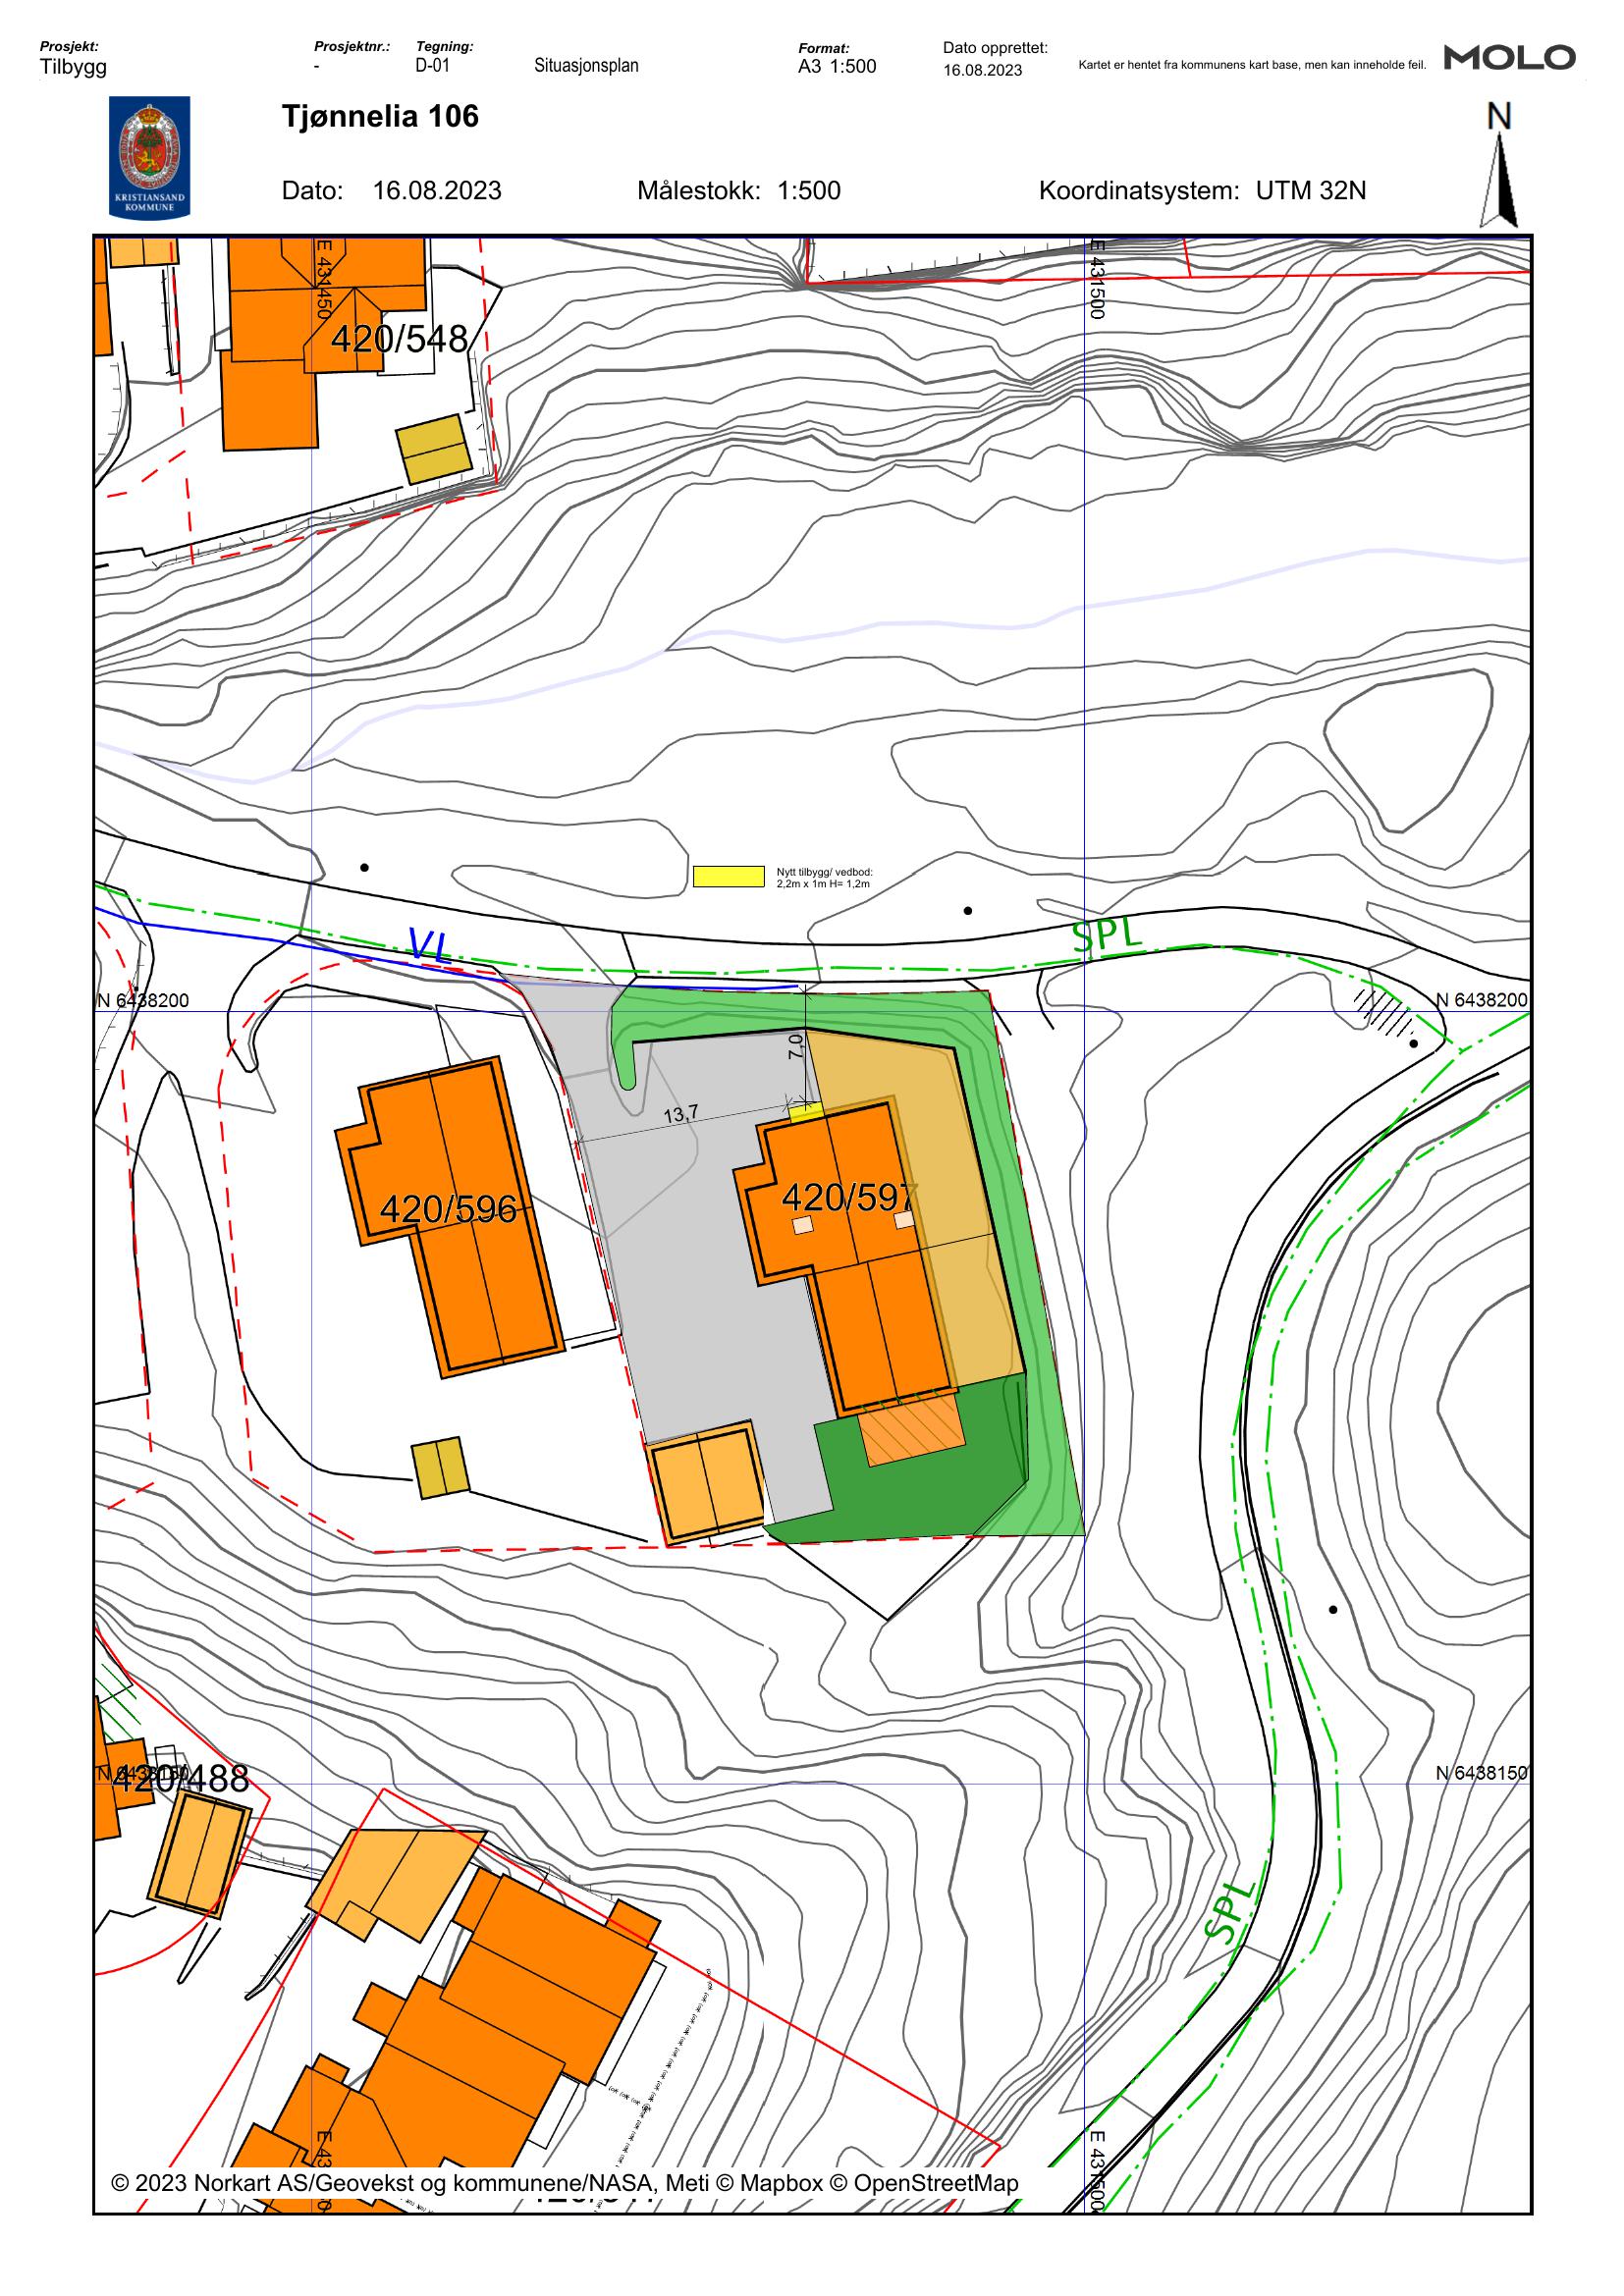 Prosjekt:
Tilbygg
Prosjektnr.:
-
Tegning:
D-01
Situasjonsplan
Format:
A3 1:500
Dato opprettet:
16.08.2023
Kartet er hentet fra kommunens kart base, men kan inneholde feil.
MOLO
KRISTIANSAND
KOMMUNE
Tjønnelia 106
Dato: 16.08.2023
Målestokk: 1:500
Koordinatsystem: UTM 32N
N
E 431450
E 431500
420/548
Nytt tilbygg/ vedbod:
2,2m x 1m H= 1,2m
VL
SPL
N 6438200
N 6438200
7,0
13,7
420/596
420/597
N 6438150
420/488
N 6438150
SPL
E 431500
© 2023 Norkart AS/Geovekst og kommunene/NASA, Meti © Mapbox © OpenStreetMap